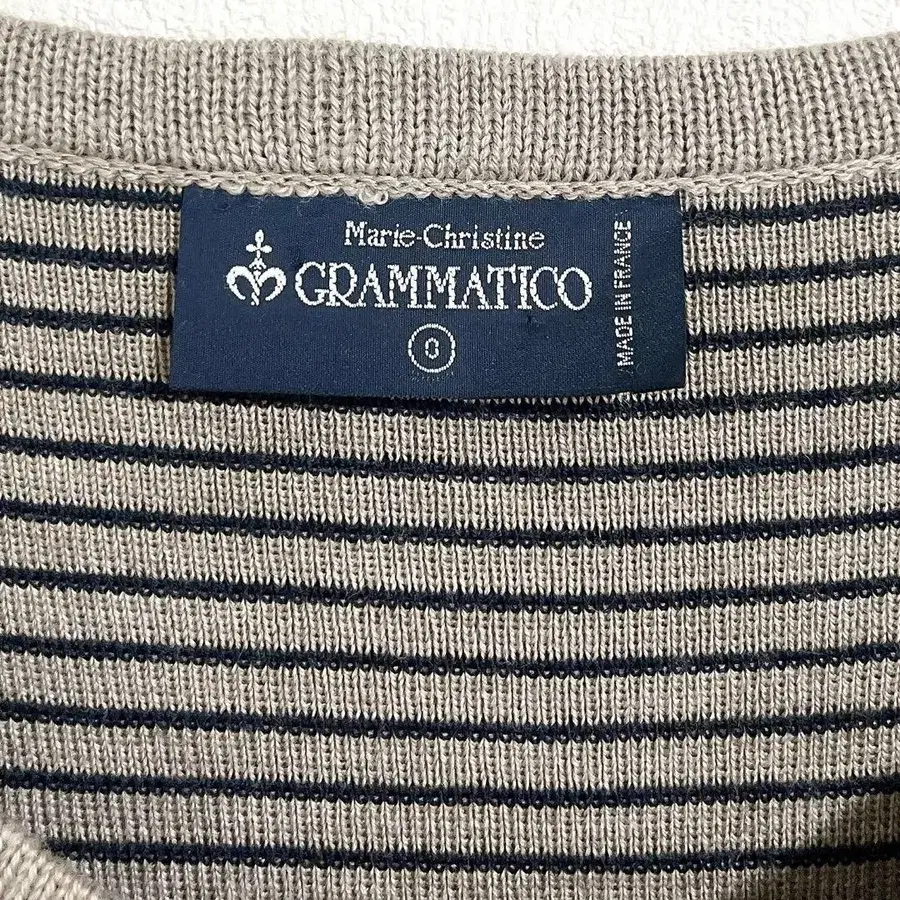 Marie-Christine
GRAMMATICO
0
MADE IN FRANCE